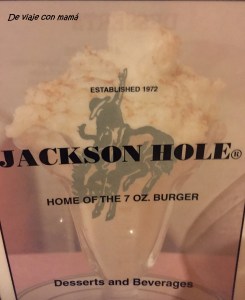 De viaje con mamá
ESTABLISHED 1972
JACKSON HOLE®
HOME OF THE 7 OZ. BURGER
Desserts and Beverages